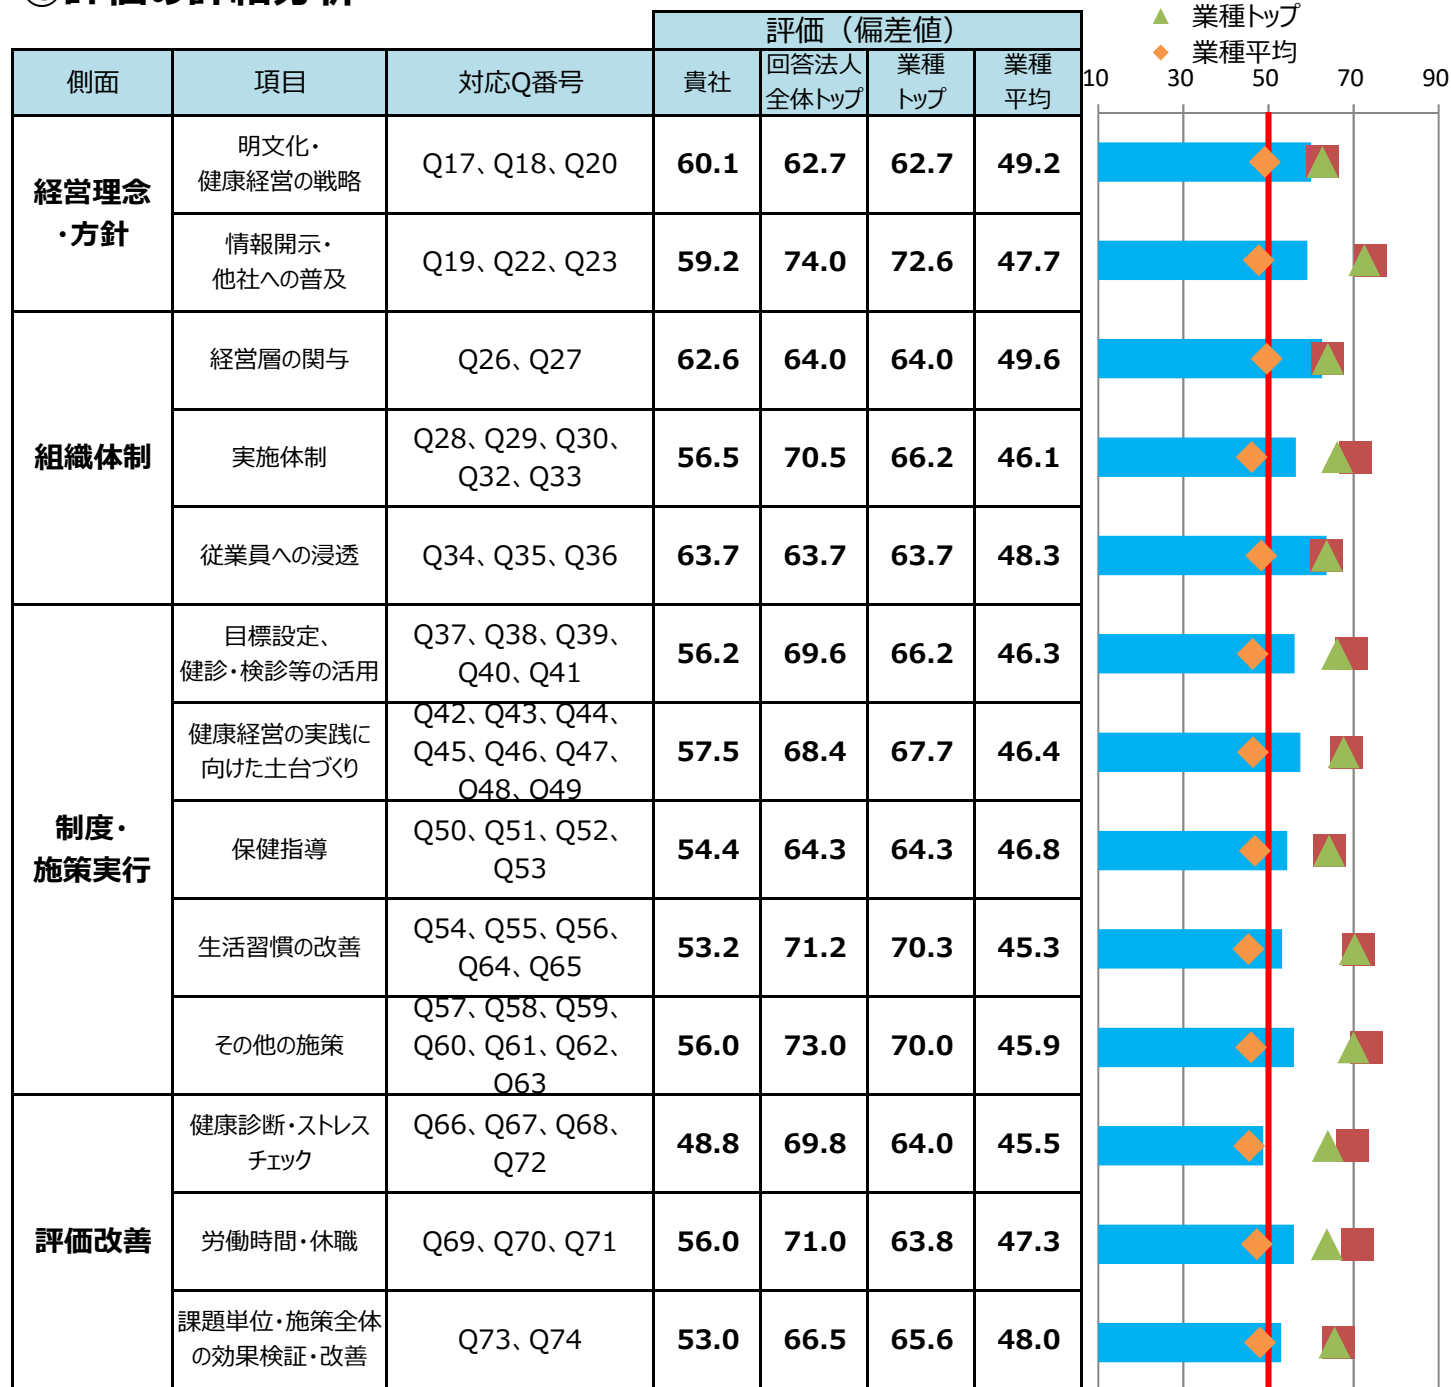 評価（偏差値）
業種トップ
業種平均
側面 項目 対応Q番号 貴社 回答法人全体トップ 業種トップ 業種平均
10 30 50 70 90
経営理念・方針
明文化・健康経営の戦略 Q17、Q18、Q20 60.1 62.7 62.7 49.2
情報開示・他社への普及 Q19、Q22、Q23 59.2 74.0 72.6 47.7
組織体制
経営層の関与 Q26、Q27 62.6 64.0 64.0 49.6
実施体制 Q28、Q29、Q30、Q32、Q33 56.5 70.5 66.2 46.1
従業員への浸透 Q34、Q35、Q36 63.7 63.7 63.7 48.3
制度・施策実行
目標設定、健診・検診等の活用 Q37、Q38、Q39、Q40、Q41 56.2 69.6 66.2 46.3
健康経営の実践に向けた土台づくり Q42、Q43、Q44、Q45、Q46、Q47、Q48、Q49 57.5 68.4 67.7 46.4
保健指導 Q50、Q51、Q52、Q53 54.4 64.3 64.3 46.8
生活習慣の改善 Q54、Q55、Q56、Q64、Q65 53.2 71.2 70.3 45.3
その他の施策 Q57、Q58、Q59、Q60、Q61、Q62、Q63 56.0 73.0 70.0 45.9
評価改善
健康診断・ストレスチェック Q66、Q67、Q68、Q72 48.8 69.8 64.0 45.5
労働時間・休職 Q69、Q70、Q71 56.0 71.0 63.8 47.3
課題単位・施策全体の効果検証・改善 Q73、Q74 53.0 66.5 65.6 48.0